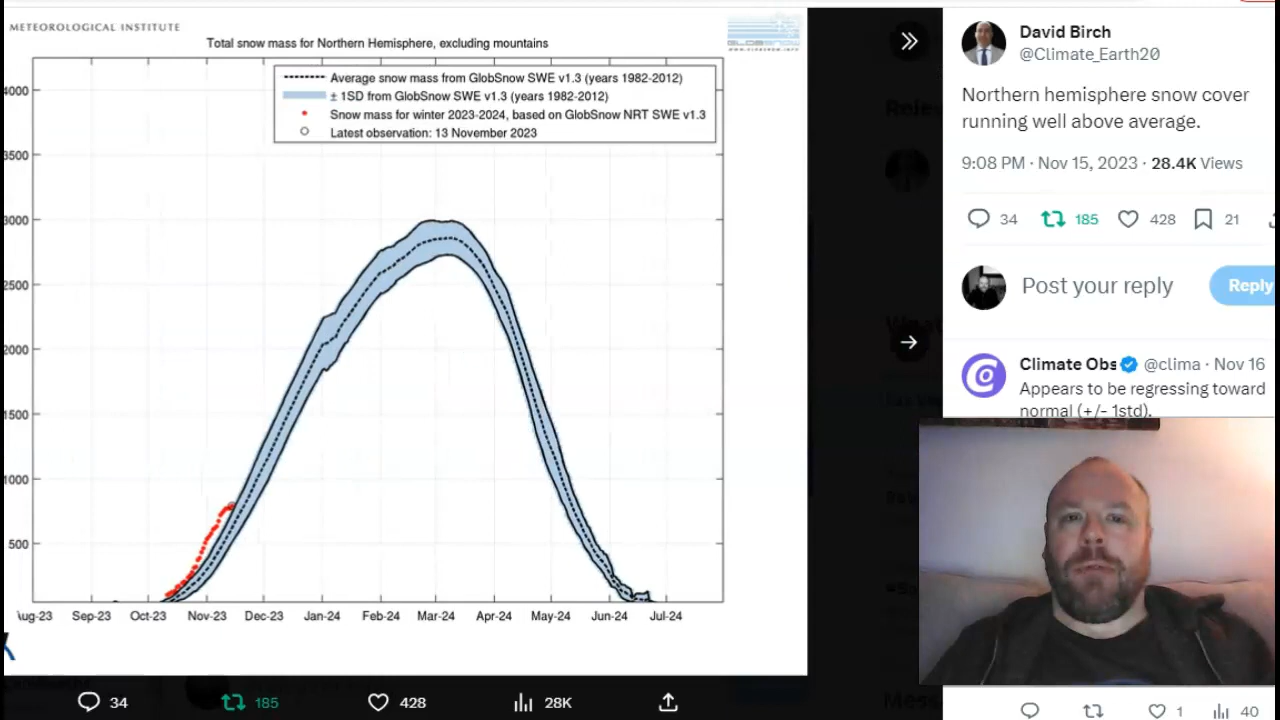 METEOROLOGICAL INSTITUTE
Total snow mass for Northern Hemisphere, excluding mountains
GLOBSNOW
WWW.GLOBSNOW.INFO
Average snow mass from GlobSnow SWE v1.3 (years 1982-2012)
± 1SD from GlobSnow SWE v1.3 (years 1982-2012)
Snow mass for winter 2023-2024, based on GlobSnow NRT SWE v1.3
Latest observation: 13 November 2023
4000
3500
3000
2500
2000
1500
1000
500
Aug-23 Sep-23 Oct-23 Nov-23 Dec-23 Jan-24 Feb-24 Mar-24 Apr-24 May-24 Jun-24 Jul-24
34 185 428 28K
David Birch
@Climate_Earth20
Northern hemisphere snow cover
running well above average.
9:08 PM · Nov 15, 2023 · 28.4K Views
34 185 428 21
Post your reply
Reply
Climate Obs @clima · Nov 16
Appears to be regressing toward
normal (+/- 1std).
1 40